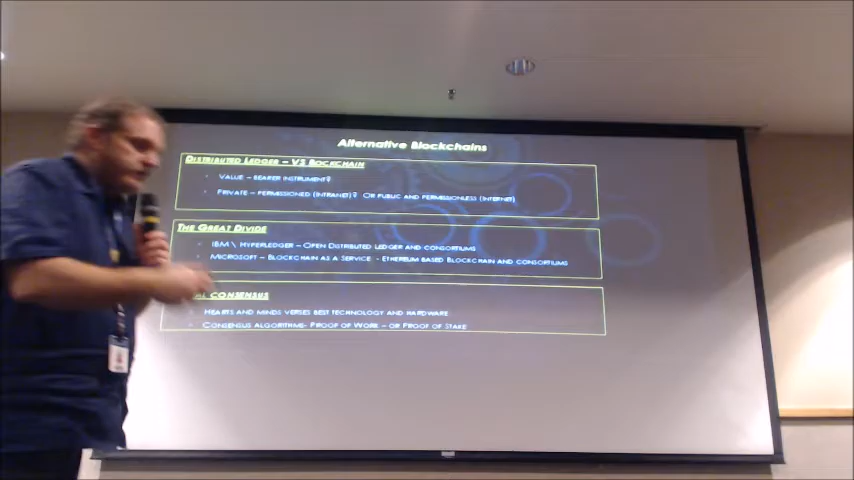 Alternative Blockchains
Distributed Ledger – VS Blockchain
Value – bearer instrument?
Private – permissioned (intranet)? Or public and permissionless (internet)
The Great Divide
IBM \ Hyperledger – Open Distributed Ledger and consortiums
Microsoft – Blockchain as a Service - Ethereum based Blockchain and consortiums
Consensus
Hearts and minds verses best technology and hardware
Consensus algorithms- Proof of Work – or Proof of Stake